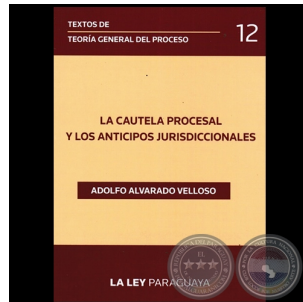 TEXTOS DE
TEORÍA GENERAL DEL PROCESO
12
LA CAUTELA PROCESAL
Y LOS ANTICIPOS JURISDICCIONALES
ADOLFO ALVARADO VELLOSO
LA LEY PARAGUAYA